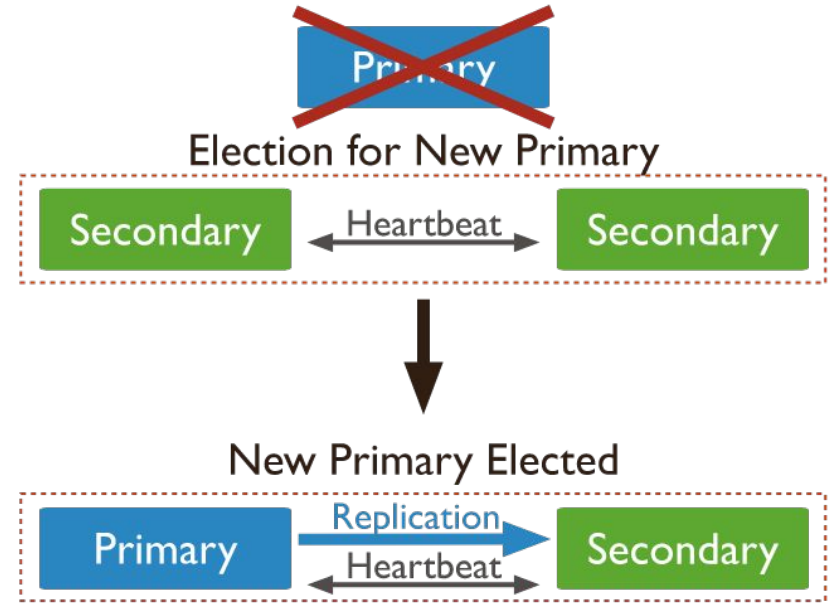 Primary
Election for New Primary
Secondary
Heartbeat
Secondary
New Primary Elected
Primary
Replication
Heartbeat
Secondary